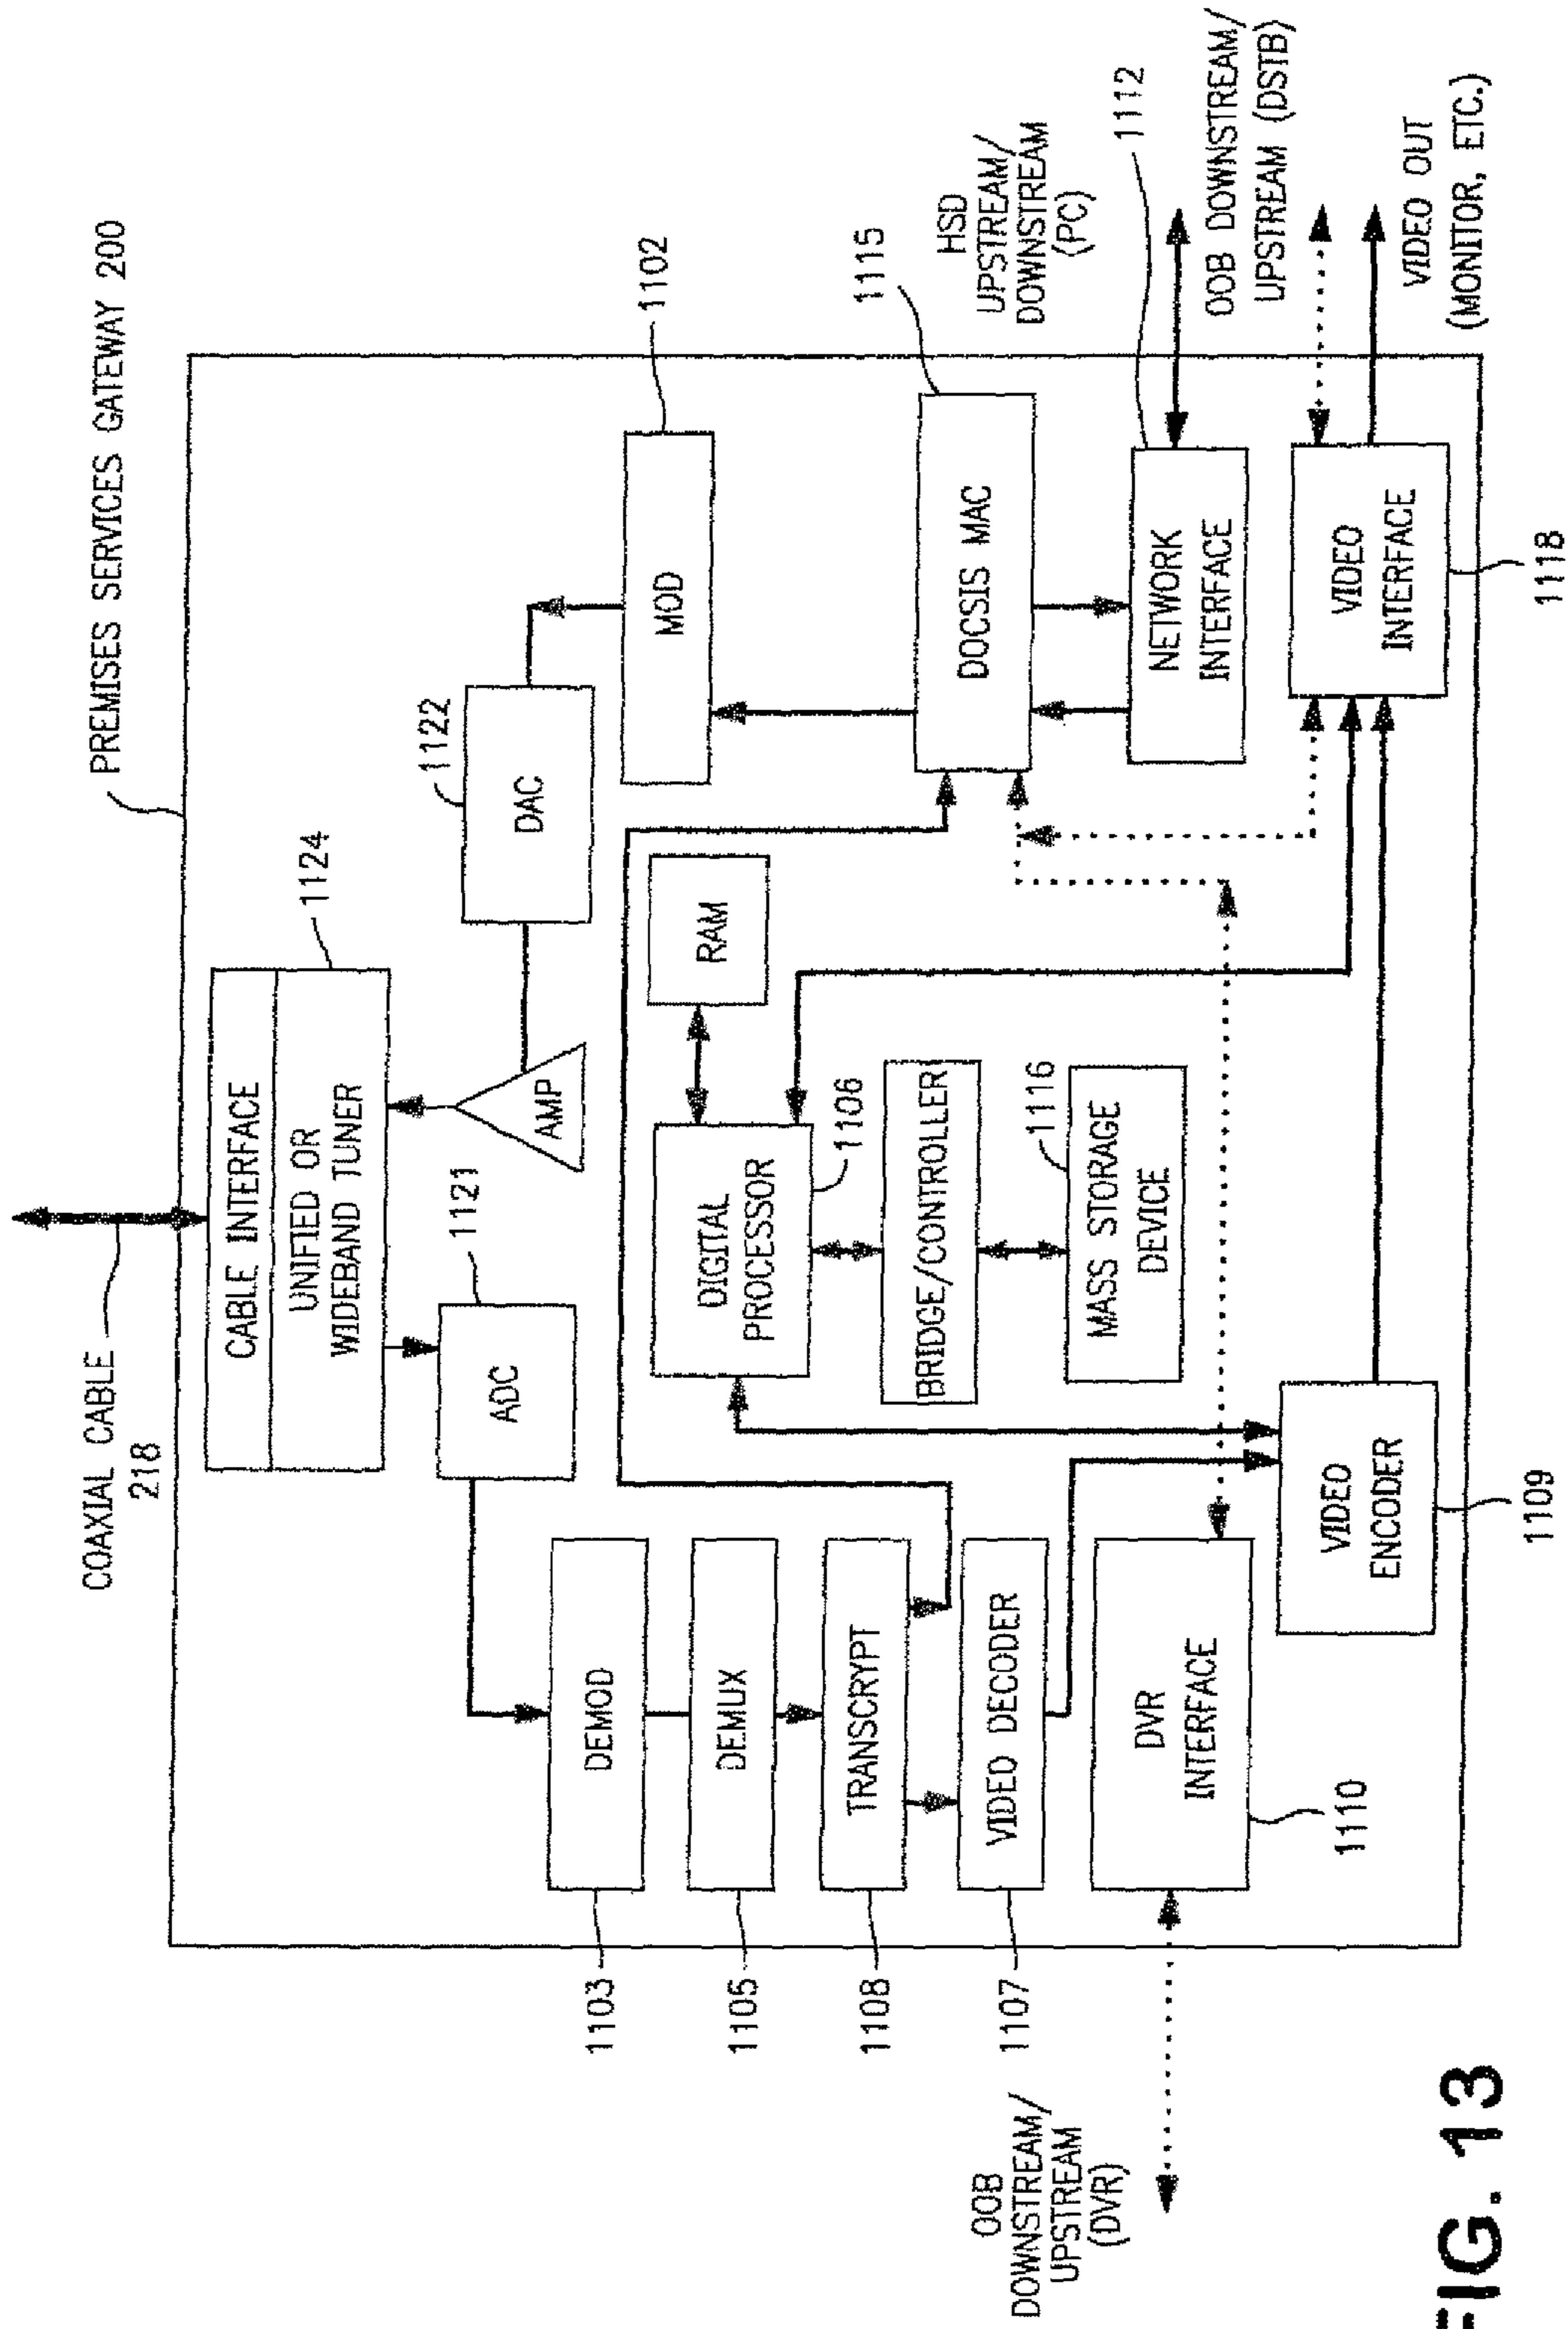 COAXIAL CABLE
218
PREMISES SERVICES GATEWAY 200
CABLE INTERFACE
UNIFIED OR
WIDEBAND TUNER
1124
ADC
1121
AMP
DAC
1122
MOD
1102
DEMOD
1103
DEMUX
1105
TRANSCRYPT
1108
VIDEO DECODER
1107
DVR
INTERFACE
1110
OOB
DOWNSTREAM/
UPSTREAM
(DVR)
DIGITAL
PROCESSOR
1106
RAM
BRIDGE/CONTROLLER
MASS STORAGE
DEVICE
1116
DOCSIS MAC
1115
HSD
UPSTREAM/
DOWNSTREAM
(PC)
NETWORK
INTERFACE
1112
OOB DOWNSTREAM/
UPSTREAM (DSTB)
VIDEO
INTERFACE
1118
VIDEO OUT
(MONITOR, ETC.)
VIDEO
ENCODER
1109
FIG. 13